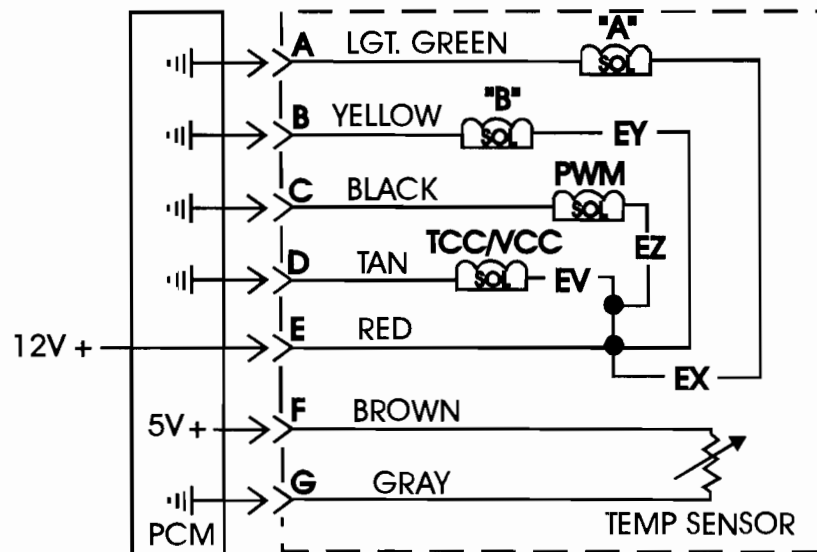 A LGT. GREEN "A"
SOL
B YELLOW "B" EY
SOL
C BLACK PWM
SOL
EZ
D TAN TCC/VCC EV
SOL
12V + E RED
EX
5V + F BROWN
G GRAY
PCM TEMP SENSOR